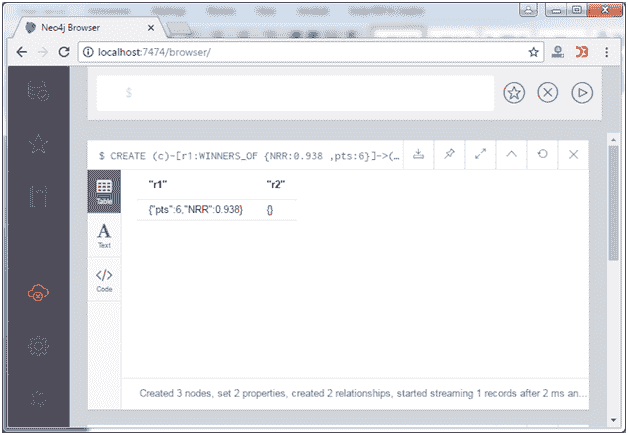 Neo4j Browser
localhost:7474/browser/
$
$ CREATE (c)-[r1:WINNERS_OF {NRR:0.938 ,pts:6}]->(…
Table
"r1" "r2"
{"pts":6,"NRR":0.938} {}
A
Text
</>
Code
Created 3 nodes, set 2 properties, created 2 relationships, started streaming 1 records after 2 ms an...